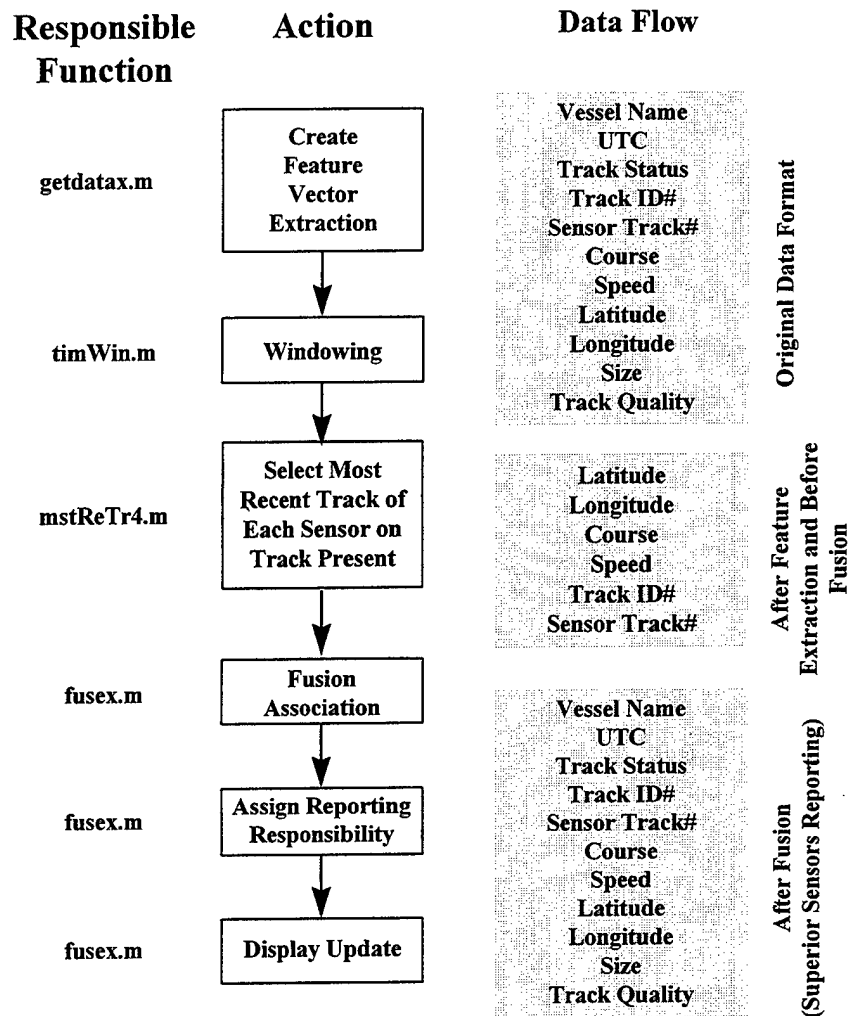 Responsible
Function
Action
Data Flow
getdatax.m
Create
Feature
Vector
Extraction
timWin.m
Windowing
mstReTr4.m
Select Most
Recent Track of
Each Sensor on
Track Present
fusex.m
Fusion
Association
fusex.m
Assign Reporting
Responsibility
fusex.m
Display Update
Vessel Name
UTC
Track Status
Track ID#
Sensor Track#
Course
Speed
Latitude
Longitude
Size
Track Quality
Original Data Format
Latitude
Longitude
Course
Speed
Track ID#
Sensor Track#
After Feature
Extraction and Before
Fusion
Vessel Name
UTC
Track Status
Track ID#
Sensor Track#
Course
Speed
Latitude
Longitude
Size
Track Quality
After Fusion
(Superior Sensors Reporting)